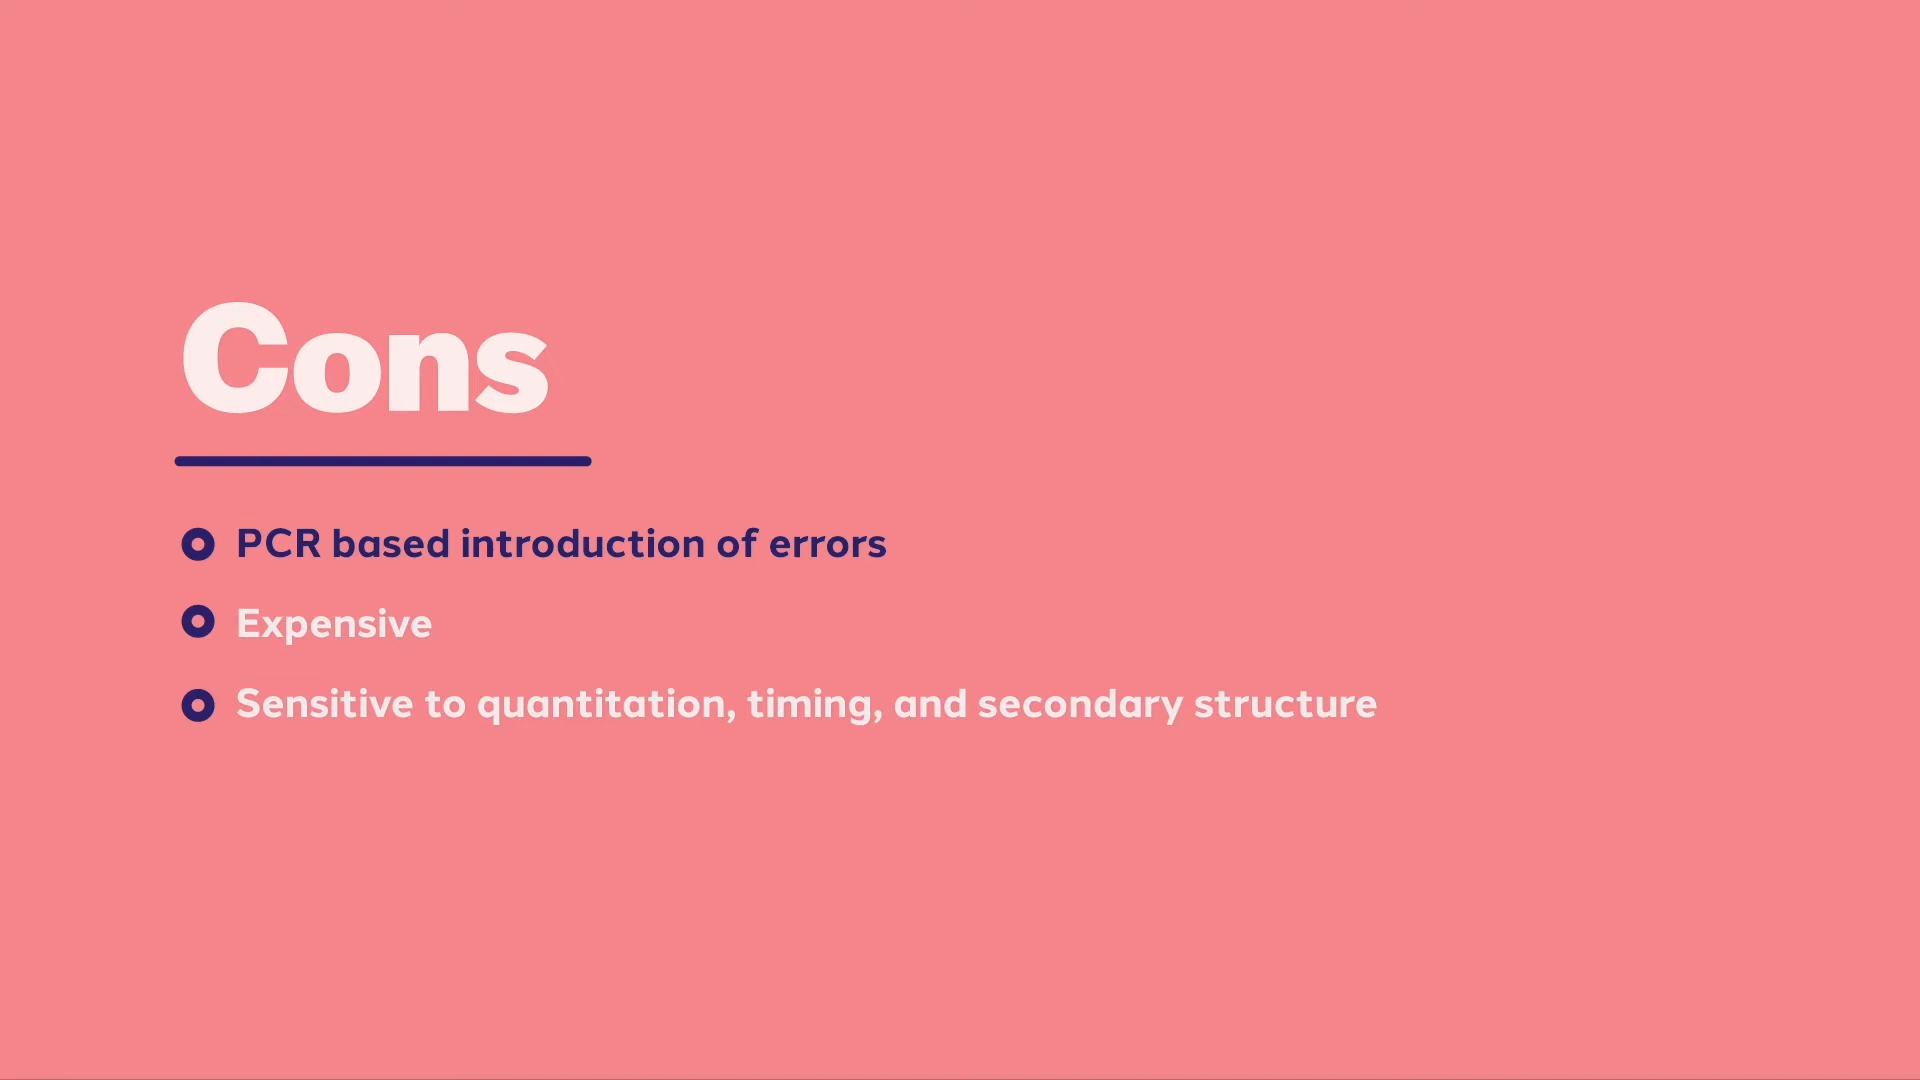 Cons
PCR based introduction of errors
Expensive
Sensitive to quantitation, timing, and secondary structure